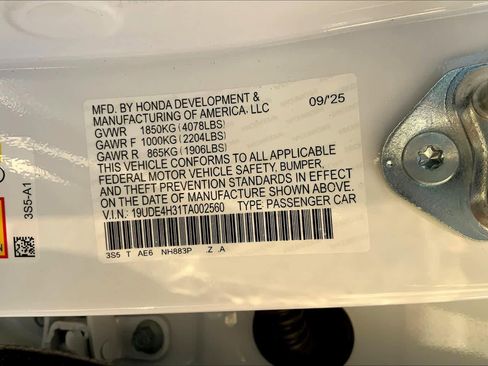 MFD. BY HONDA DEVELOPMENT &
MANUFACTURING OF AMERICA, LLC 09/'25
GVWR 1850KG(4078LBS)
GAWR F 1000KG(2204LBS)
GAWR R 865KG(1906LBS)
THIS VEHICLE CONFORMS TO ALL APPLICABLE
FEDERAL MOTOR VEHICLE SAFETY, BUMPER,
AND THEFT PREVENTION STANDARDS IN EFFECT
ON THE DATE OF MANUFACTURE SHOWN ABOVE.
V.I.N.: 19UDE4H31TA002560 TYPE:PASSENGER CAR
3S5 T AE6 NH883P .Z .A
3S5-A1